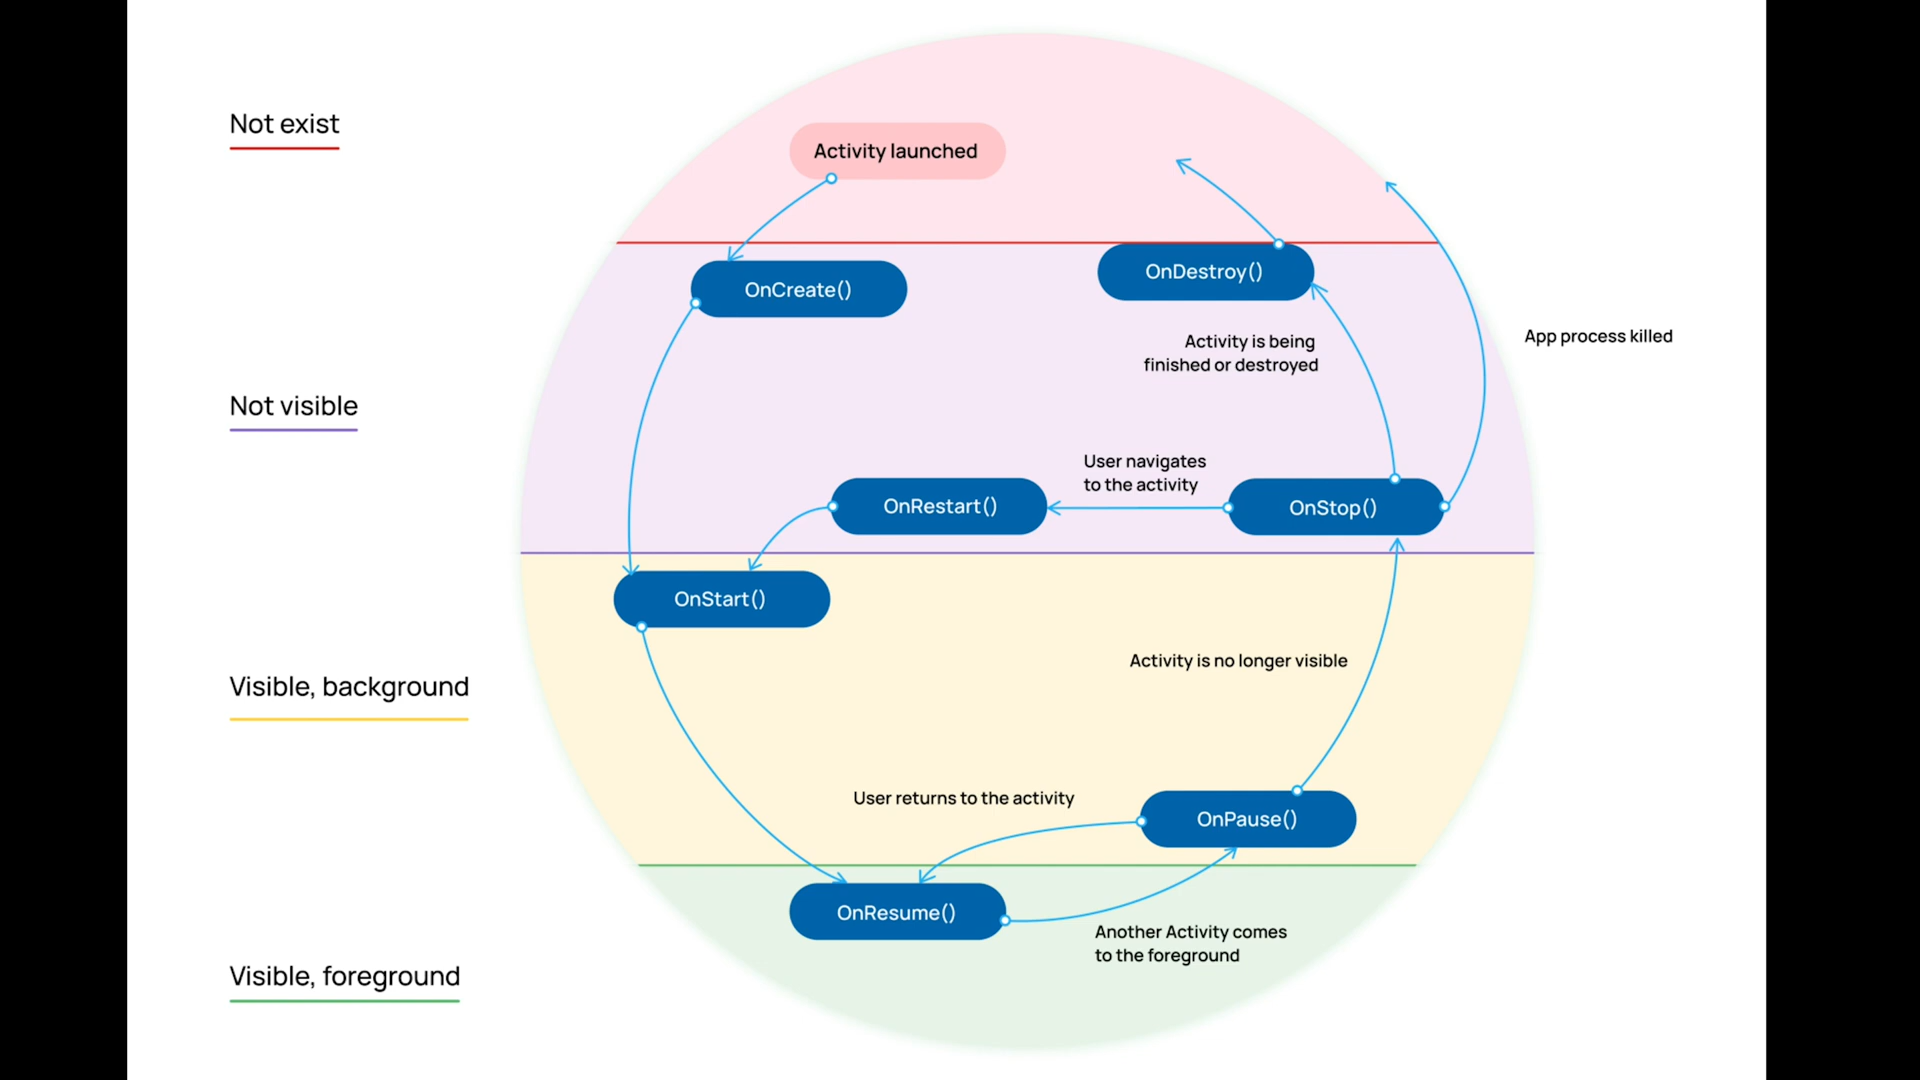 Not exist
Activity launched
OnCreate()
OnDestroy()
Activity is being
finished or destroyed
App process killed
Not visible
User navigates
to the activity
OnRestart()
OnStop()
OnStart()
Activity is no longer visible
Visible, background
User returns to the activity
OnPause()
OnResume()
Another Activity comes
to the foreground
Visible, foreground